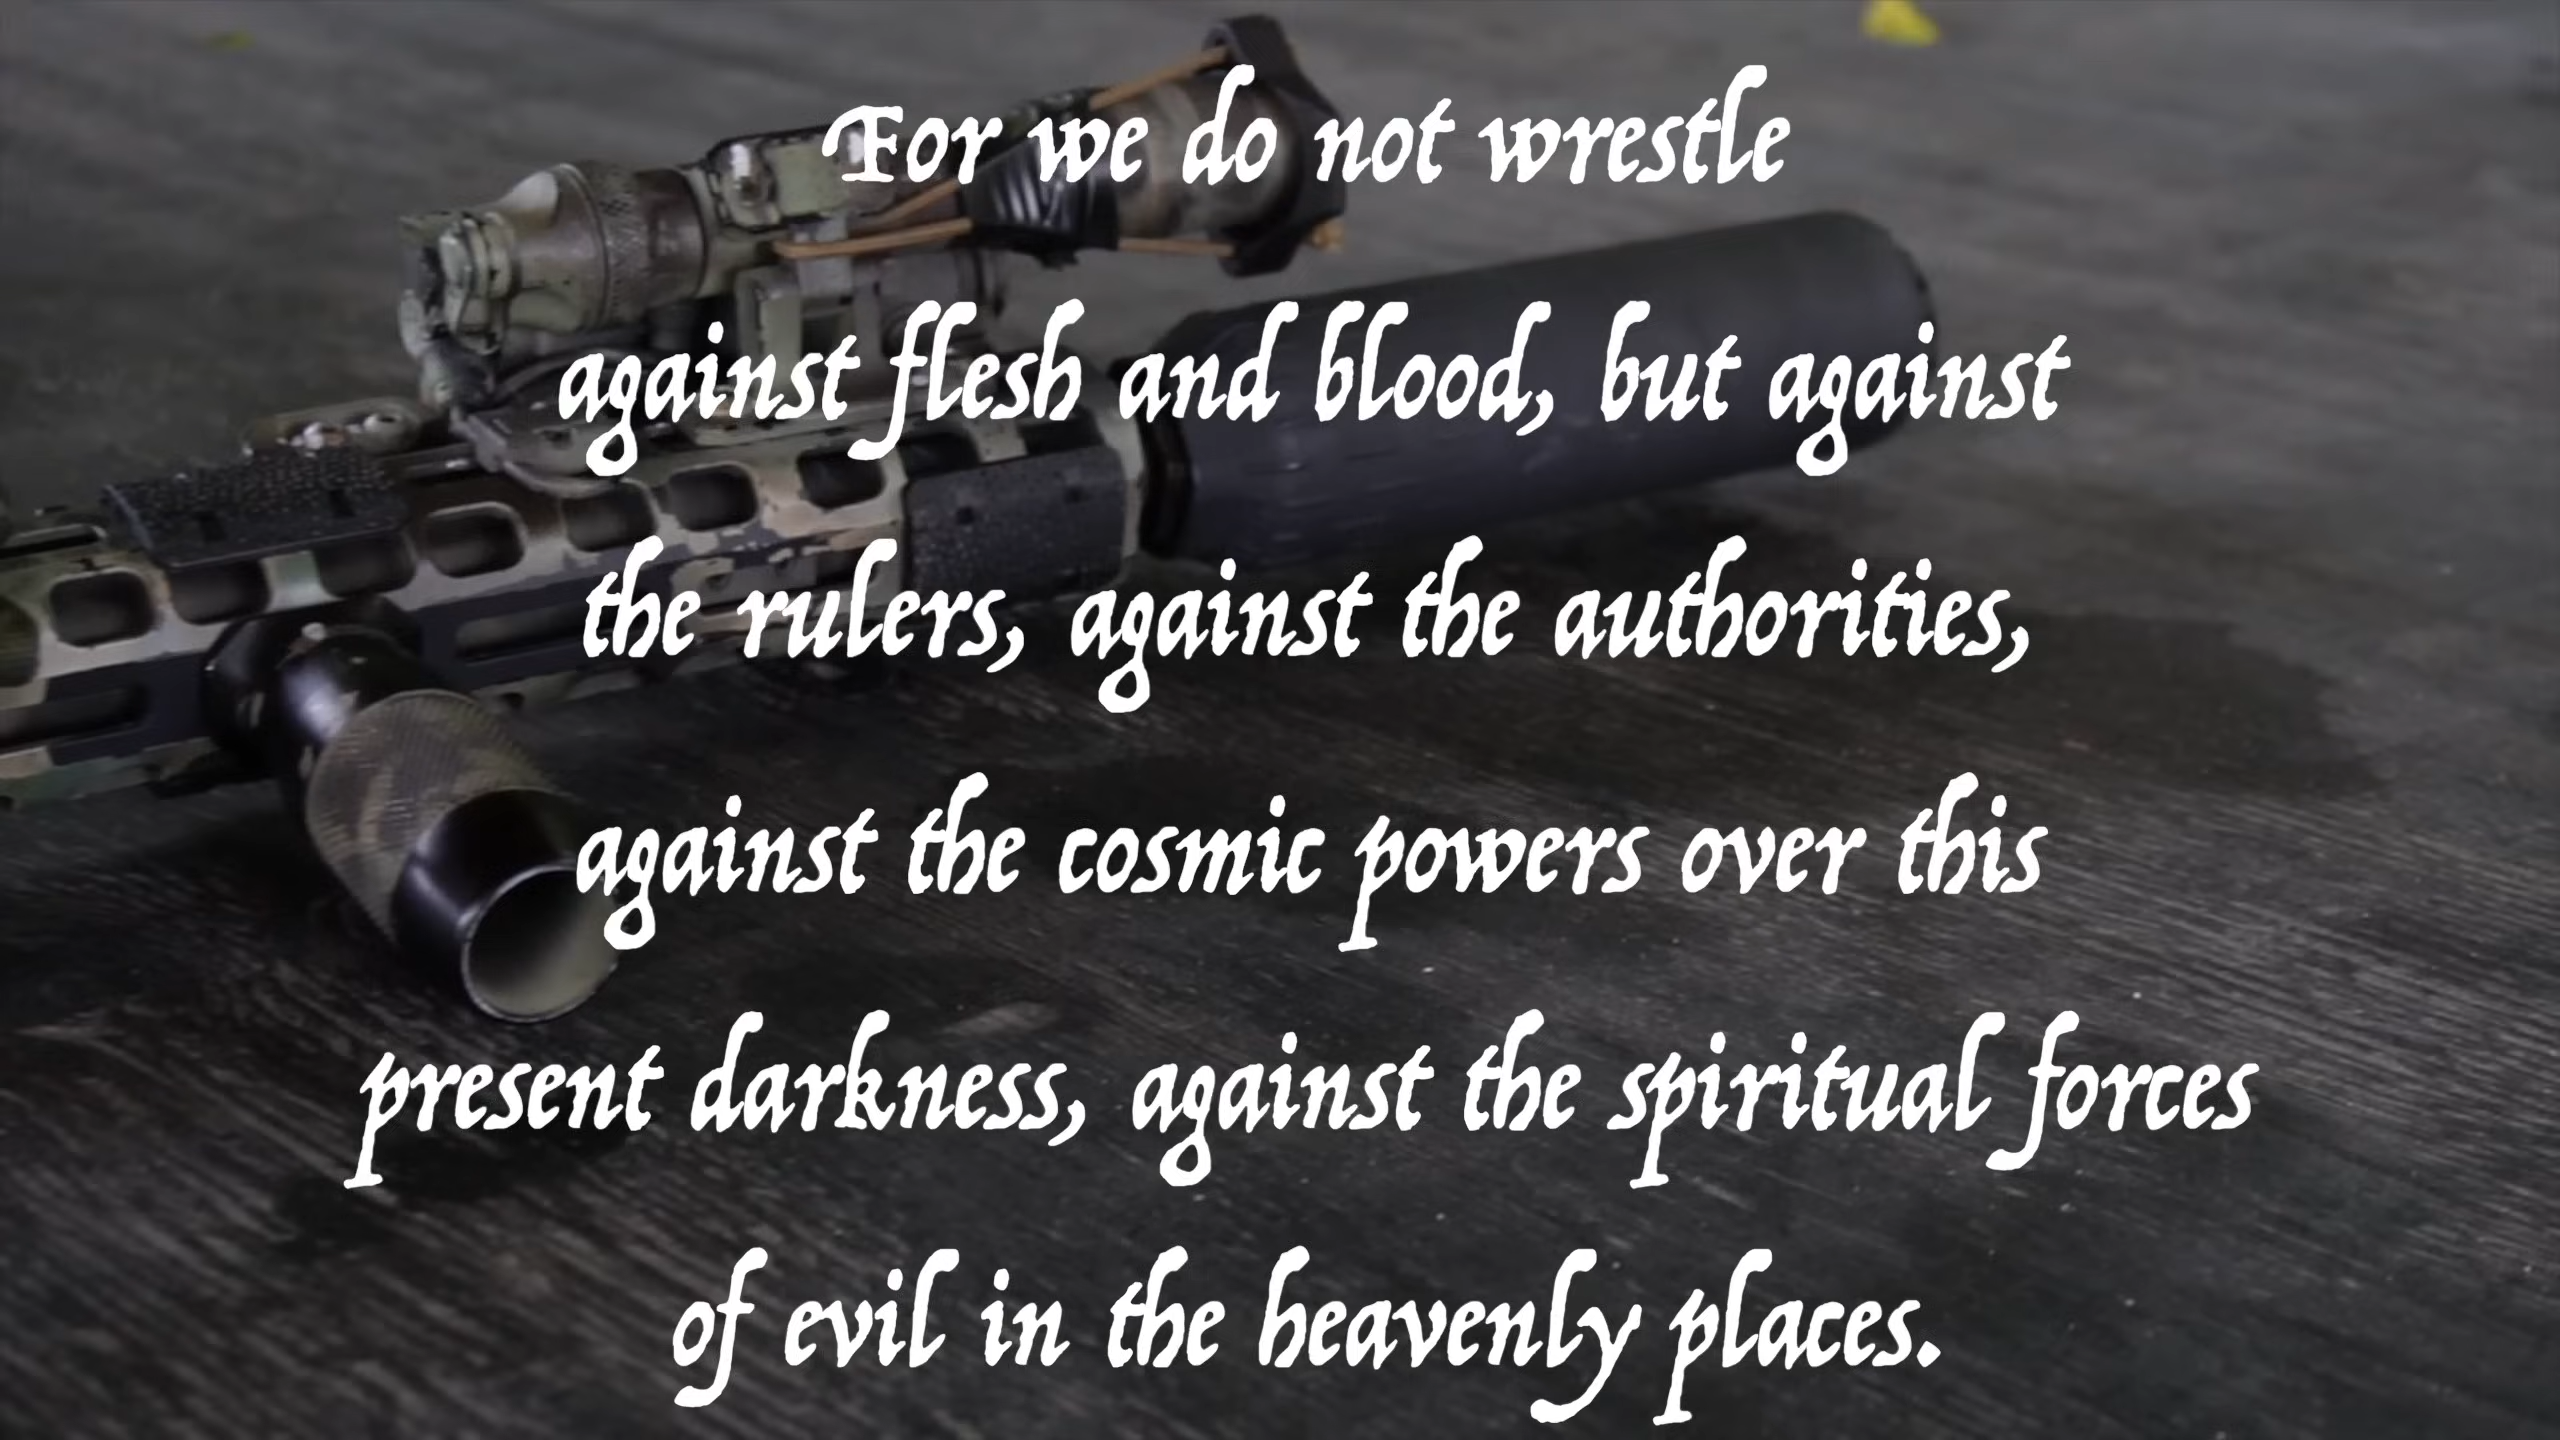 For we do not wrestle
against flesh and blood, but against
the rulers, against the authorities,
against the cosmic powers over this
present darkness, against the spiritual forces
of evil in the heavenly places.